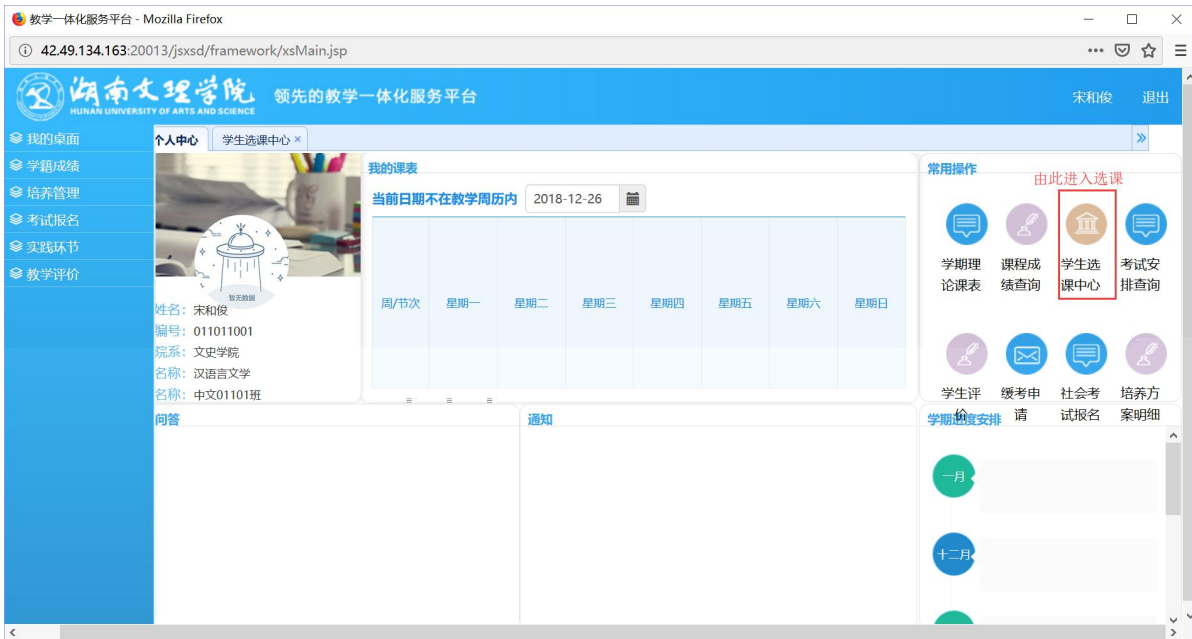 教学一体化服务平台 - Mozilla Firefox
42.49.134.163:20013/jsxsd/framework/xsMain.jsp
湖南文理学院
HUNAN UNIVERSITY OF ARTS AND SCIENCE
领先的教学一体化服务平台
宋和俊 退出
我的桌面
学籍成绩
培养管理
考试报名
实践环节
教学评价
个人中心 学生选课中心 ×
暂无数据
姓名：宋和俊
编号：011011001
院系：文史学院
名称：汉语言文学
名称：中文01101班
我的课表
当前日期不在教学周历内 2018-12-26
周/节次 星期一 星期二 星期三 星期四 星期五 星期六 星期日
常用操作
由此进入选课
学期理论课表
课程成绩查询
学生选课中心
考试安排查询
学生评价
缓考申请
社会考试报名
培养方案明细
问答
通知
学期进度安排
一月
十二月